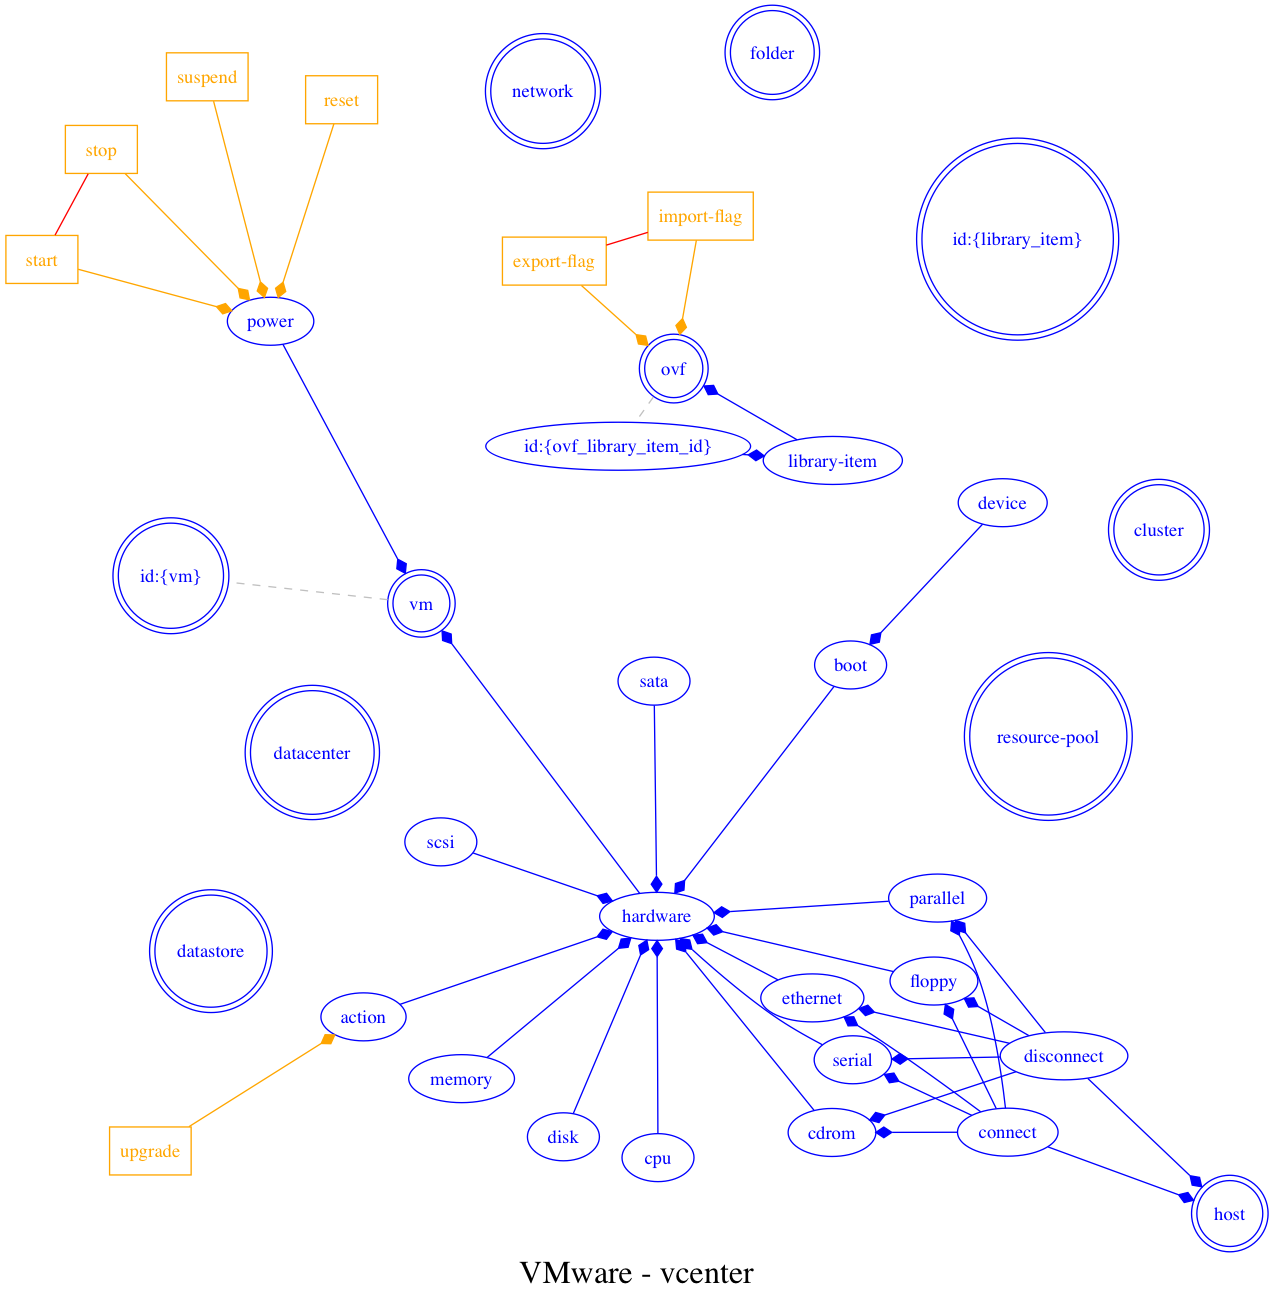 folder
suspend
network
reset
stop
import-flag
id:{library_item}
start
export-flag
power
ovf
id:{ovf_library_item_id}
library-item
device
cluster
id:{vm}
vm
boot
sata
resource-pool
datacenter
scsi
parallel
hardware
datastore
floppy
ethernet
action
disconnect
serial
memory
cdrom
connect
disk
upgrade
cpu
host
VMware - vcenter